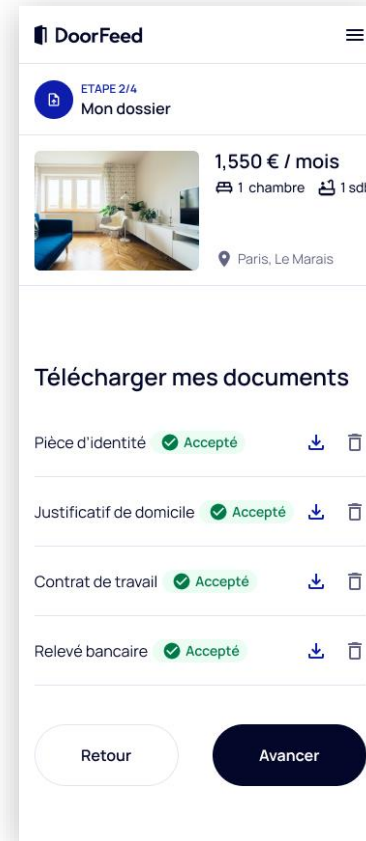 DoorFeed
ETAPE 2/4
Mon dossier
1,550 € / mois
1 chambre 1 sdb
Paris, Le Marais
Télécharger mes documents
Pièce d'identité Accepté
Justificatif de domicile Accepté
Contrat de travail Accepté
Relevé bancaire Accepté
Retour Avancer